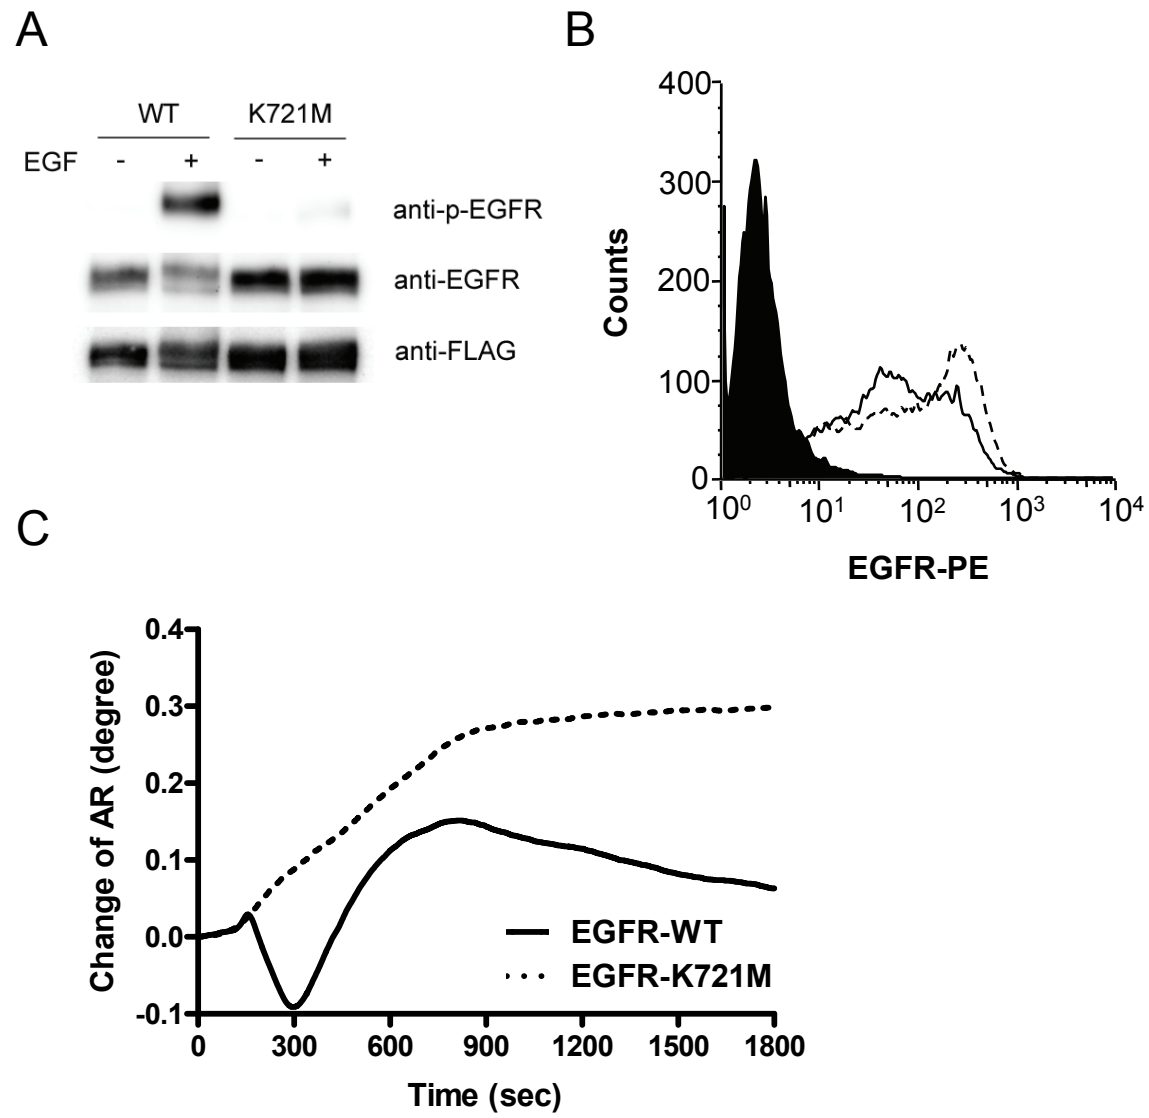 A
WT K721M
EGF - + - +
anti-p-EGFR
anti-EGFR
anti-FLAG
B
400
300
200
100
0
Counts
10⁰ 10¹ 10² 10³ 10⁴
EGFR-PE
C
0.4
0.3
0.2
0.1
0.0
-0.1
Change of AR (degree)
EGFR-WT
EGFR-K721M
0 300 600 900 1200 1500 1800
Time (sec)